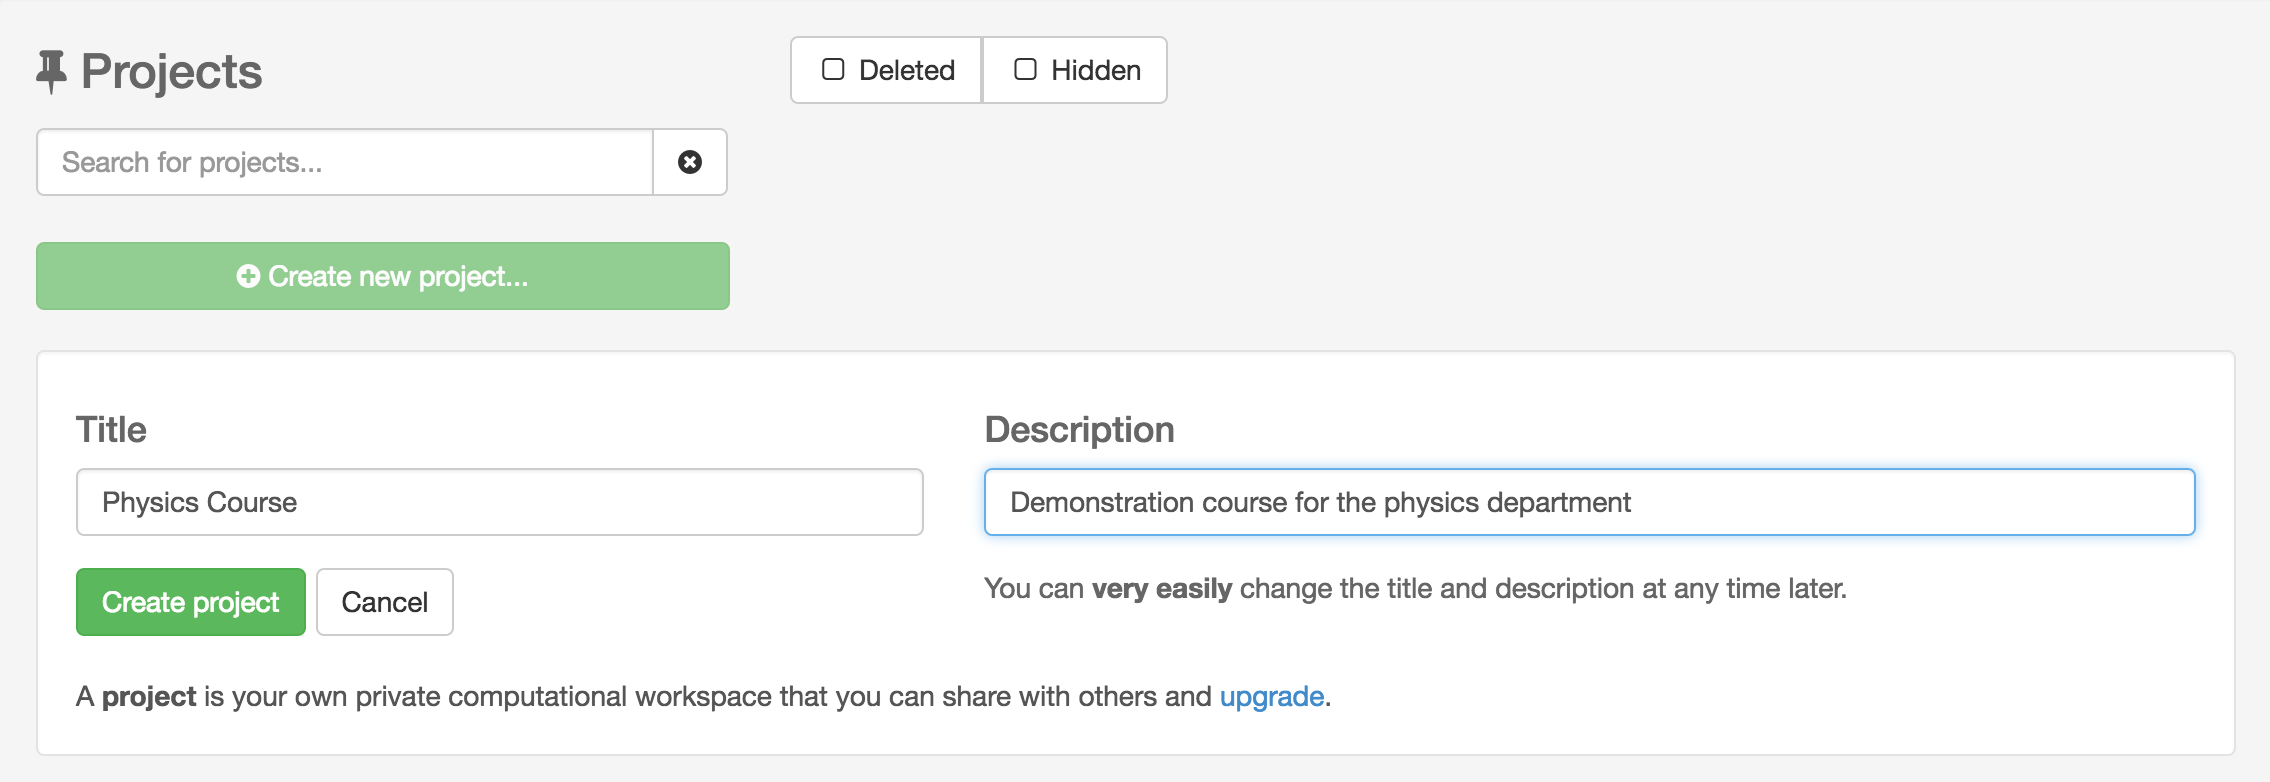 Projects
Deleted
Hidden
Search for projects...
Create new project...
Title
Description
Physics Course
Demonstration course for the physics department
Create project
Cancel
You can very easily change the title and description at any time later.
A project is your own private computational workspace that you can share with others and upgrade.